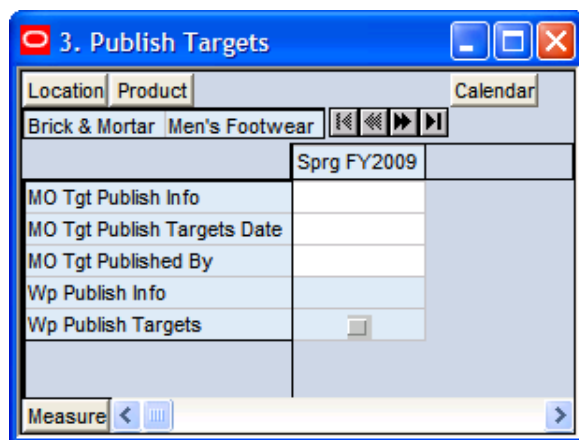 3. Publish Targets
Location Product Calendar
Brick & Mortar Men's Footwear
Sprg FY2009
MO Tgt Publish Info
MO Tgt Publish Targets Date
MO Tgt Published By
Wp Publish Info
Wp Publish Targets
Measure